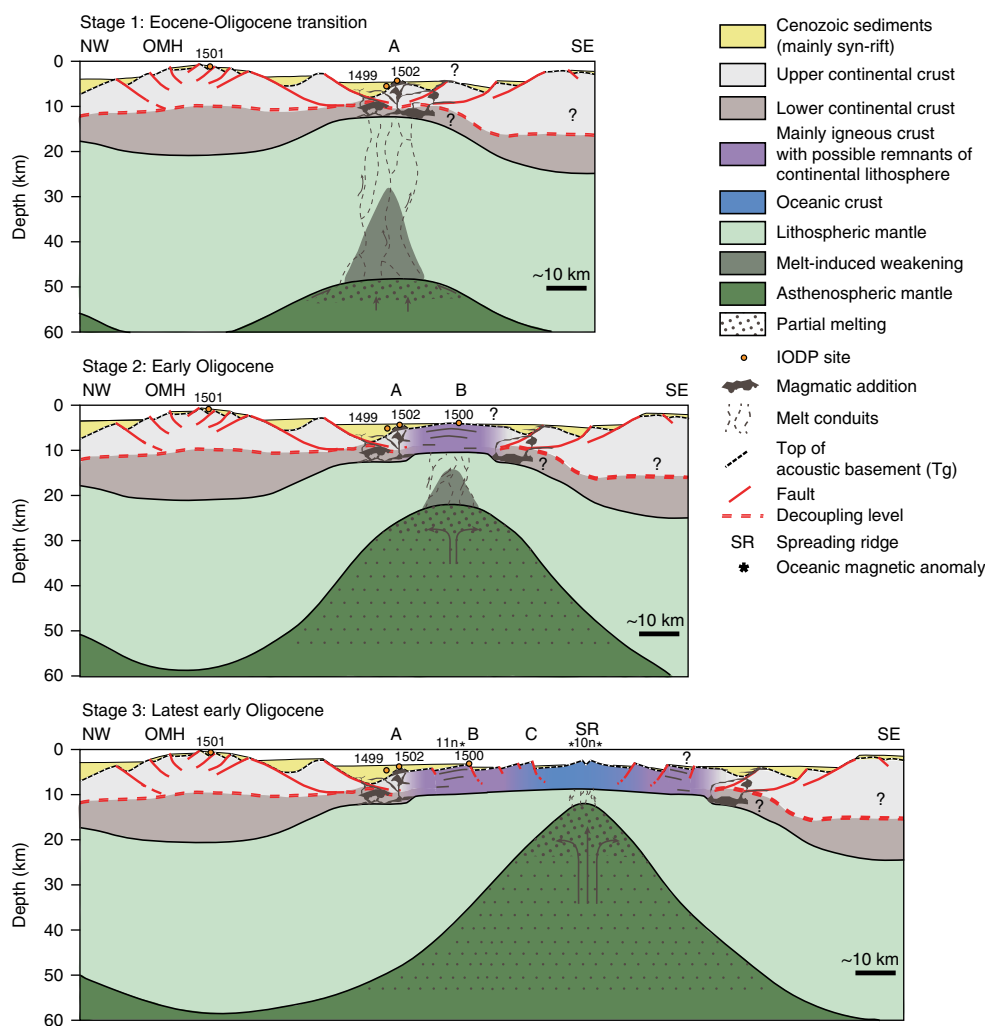 Stage 1: Eocene-Oligocene transition
NW OMH A SE
1501
1499 1502 ?
?
?
0
10
20
30
40
50
60
Depth (km)
~10 km
Stage 2: Early Oligocene
NW OMH A B SE
1501
1499 1502 1500 ?
?
?
0
10
20
30
40
50
60
Depth (km)
~10 km
Stage 3: Latest early Oligocene
NW OMH A B C SR SE
11n* *10n*
1501
1499 1502 1500 ?
?
?
0
10
20
30
40
50
60
Depth (km)
~10 km
Cenozoic sediments
(mainly syn-rift)
Upper continental crust
Lower continental crust
Mainly igneous crust
with possible remnants of
continental lithosphere
Oceanic crust
Lithospheric mantle
Melt-induced weakening
Asthenospheric mantle
Partial melting
IODP site
Magmatic addition
Melt conduits
Top of
acoustic basement (Tg)
Fault
Decoupling level
SR Spreading ridge
* Oceanic magnetic anomaly